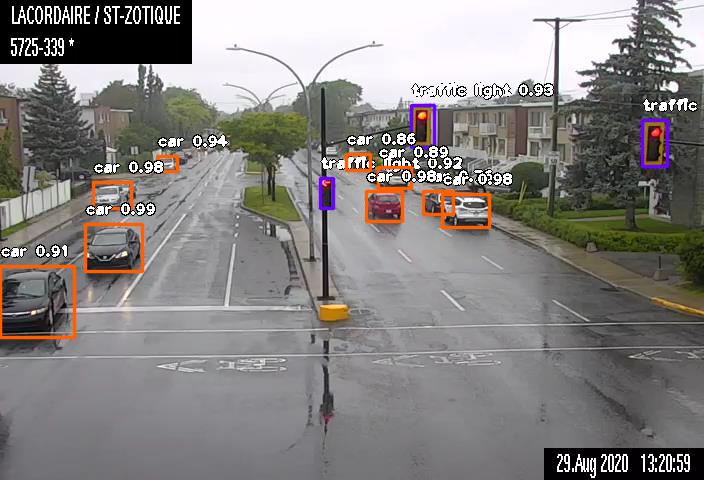 LACORDAIRE / ST-ZOTIQUE
5725-339 *
traffic light 0.93
traffic
car 0.94
car 0.86
car 0.89
traffic light 0.92
car 0.98
car 0.98
car 0.98
car 0.99
car 0.91
29.Aug 2020 13:20:59